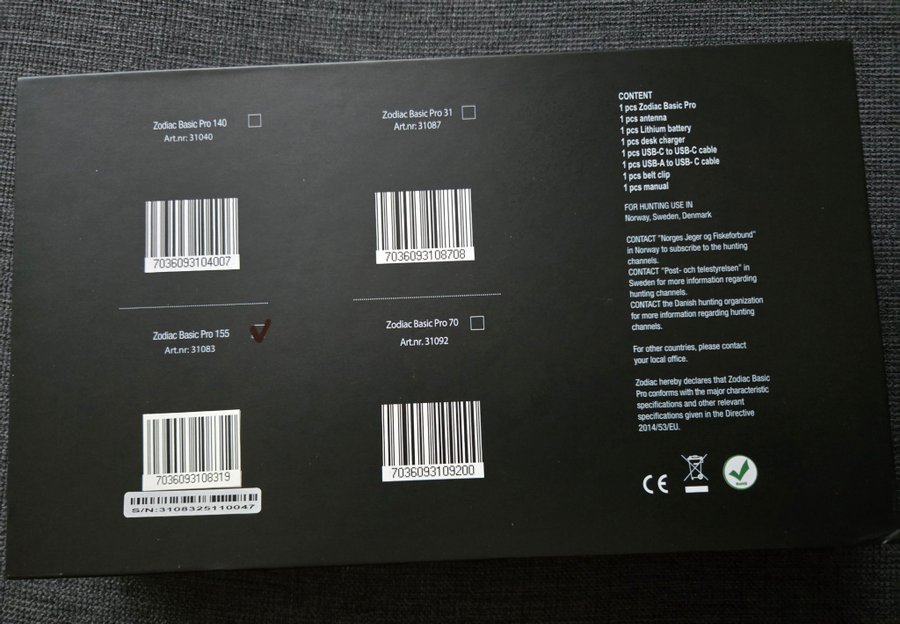 Zodiac Basic Pro 140
Art.nr: 31040
7036093104007
Zodiac Basic Pro 31
Art.nr: 31087
7036093108708
Zodiac Basic Pro 155
Art.nr: 31083
7036093108319
S/N:3108325110047
Zodiac Basic Pro 70
Art.nr. 31092
7036093109200
CONTENT
1 pcs Zodiac Basic Pro
1 pcs antenna
1 pcs Lithium battery
1 pcs desk charger
1 pcs USB-C to USB-C cable
1 pcs USB-A to USB- C cable
1 pcs belt clip
1 pcs manual
FOR HUNTING USE IN
Norway, Sweden, Denmark
CONTACT "Norges Jeger og Fiskeforbund"
in Norway to subscribe to the hunting
channels.
CONTACT "Post- och telestyrelsen" in
Sweden for more information regarding
hunting channels.
CONTACT the Danish hunting organization
for more information regarding hunting
channels.
For other countries, please contact
your local office.
Zodiac hereby declares that Zodiac Basic
Pro conforms with the major characteristic
specifications and other relevant
specifications given in the Directive
2014/53/EU.
CE
RoHS